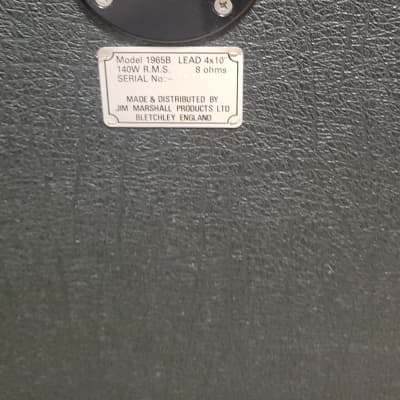 Model 1965B LEAD 4x10"
140W R.M.S. 8 ohms
SERIAL No:–
MADE & DISTRIBUTED BY
JIM MARSHALL PRODUCTS LTD
BLETCHLEY ENGLAND